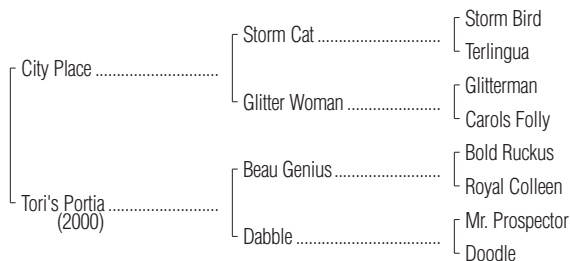 Storm Bird
Storm Cat ..............................
Terlingua
City Place ..............................
Glitterman
Glitter Woman ........................
Carols Folly
Bold Ruckus
Beau Genius ...........................
Royal Colleen
Tori's Portia ...........................
(2000)
Mr. Prospector
Dabble ...................................
Doodle